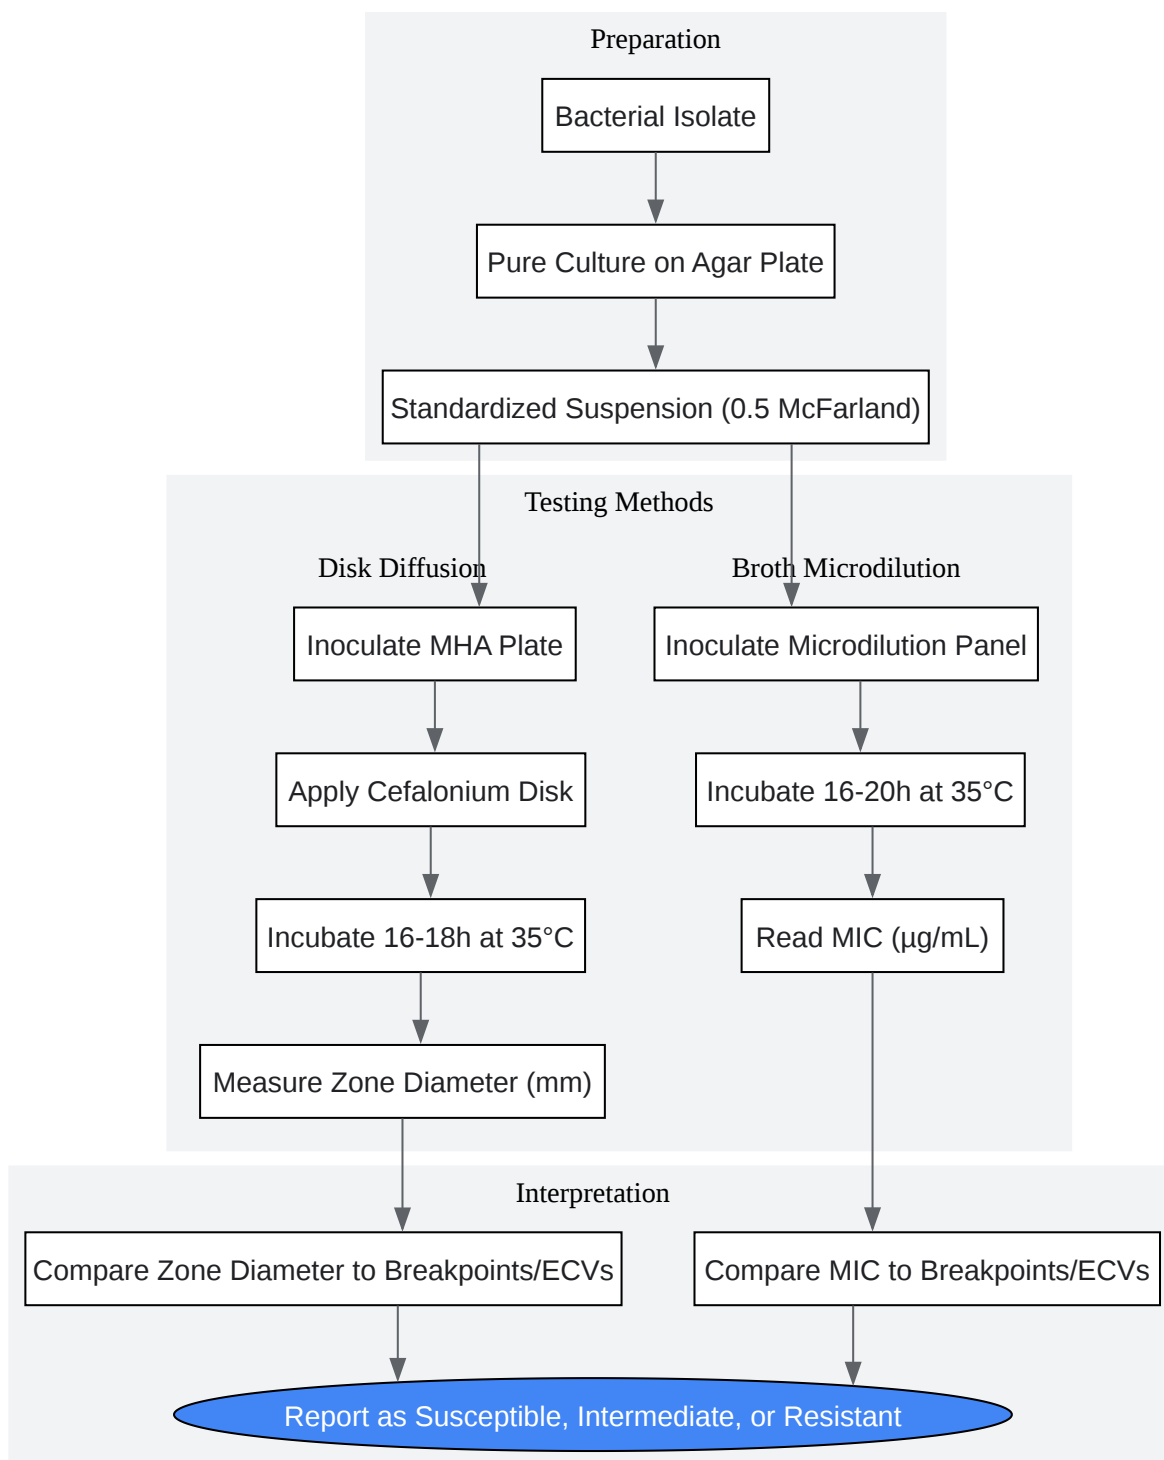 Preparation
Bacterial Isolate
Pure Culture on Agar Plate
Standardized Suspension (0.5 McFarland)
Testing Methods
Disk Diffusion
Inoculate MHA Plate
Apply Cefalonium Disk
Incubate 16-18h at 35°C
Measure Zone Diameter (mm)
Broth Microdilution
Inoculate Microdilution Panel
Incubate 16-20h at 35°C
Read MIC (µg/mL)
Interpretation
Compare Zone Diameter to Breakpoints/ECVs
Compare MIC to Breakpoints/ECVs
Report as Susceptible, Intermediate, or Resistant